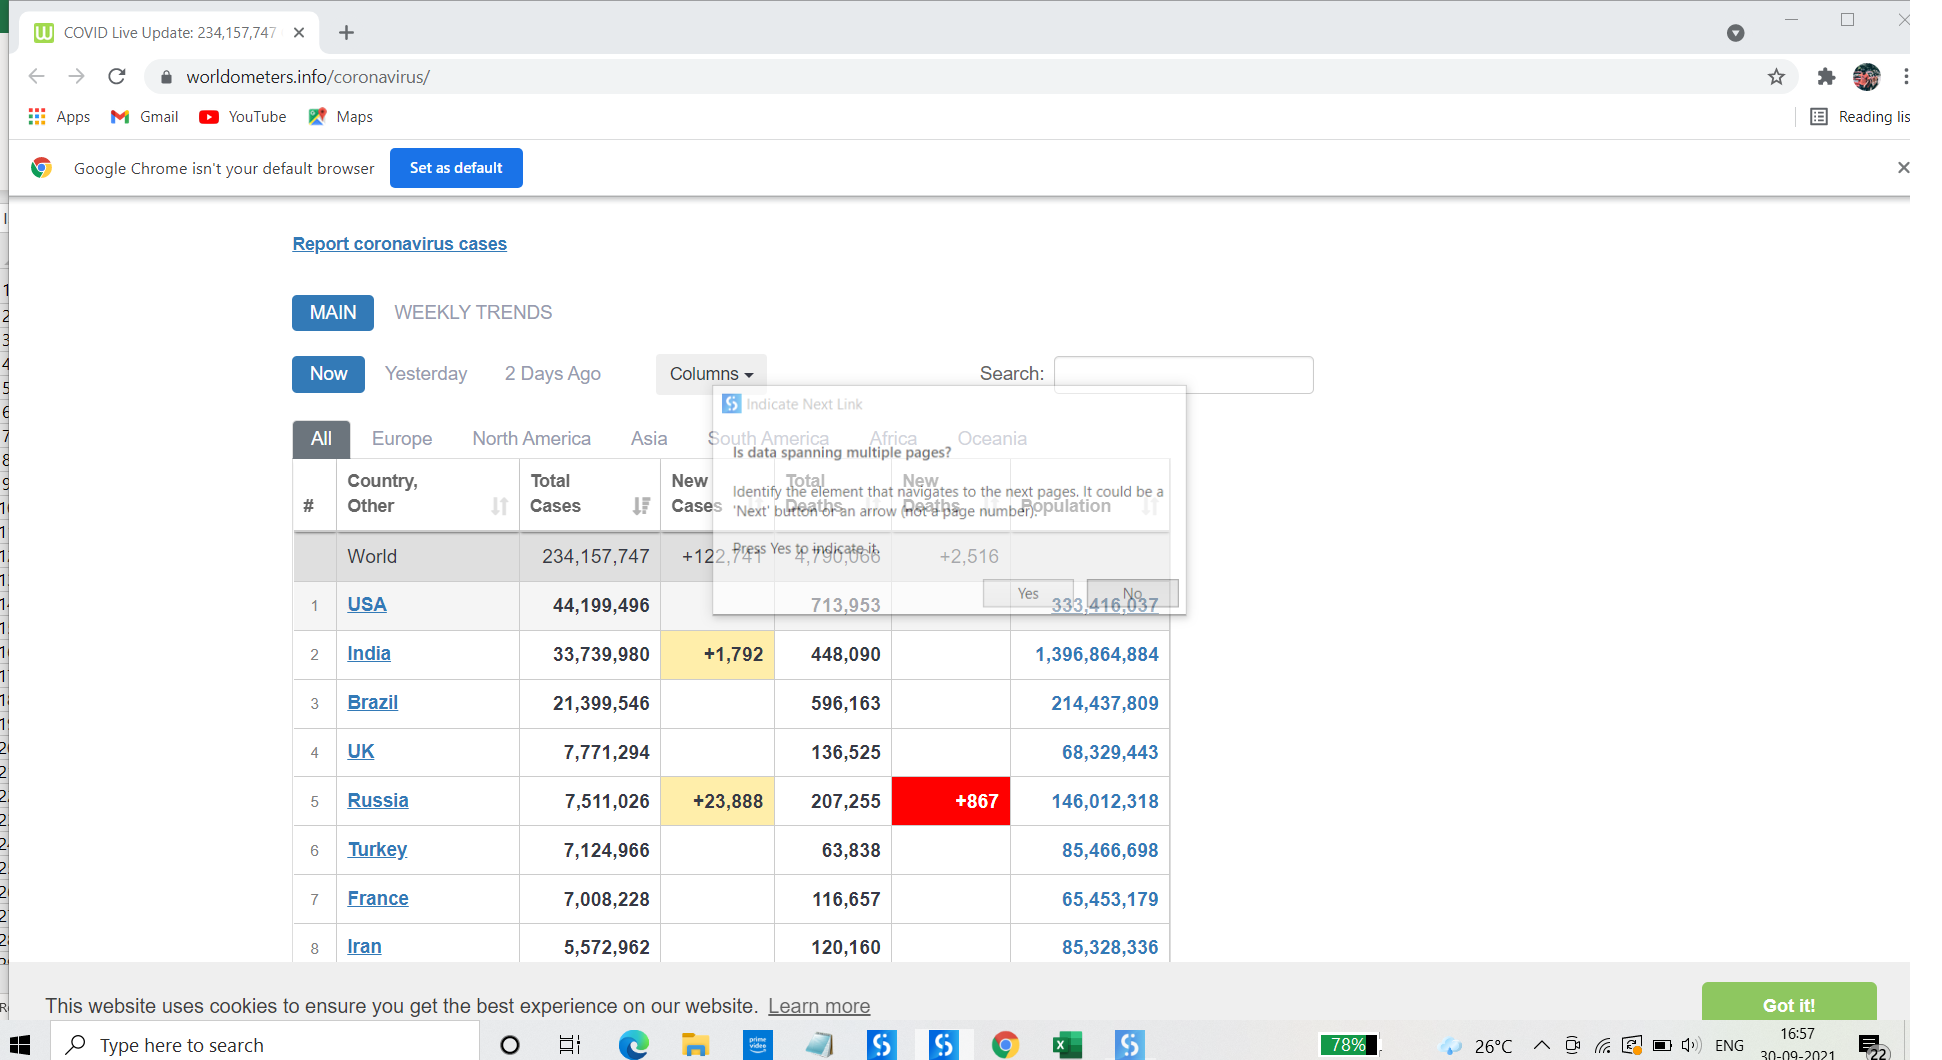 COVID Live Update: 234,157,747
worldometers.info/coronavirus/
Apps Gmail YouTube Maps Reading lis
Google Chrome isn't your default browser Set as default
Report coronavirus cases
MAIN WEEKLY TRENDS
Now Yesterday 2 Days Ago Columns Search:
Indicate Next Link
All Europe North America Asia South America Africa Oceania
Is data spanning multiple pages?
Identify the element that navigates to the next pages. It could be a
'Next' button or an arrow (not a page number).
Press Yes to indicate it.
Yes No
# Country, Other Total Cases New Cases Total Deaths New Deaths Population
World 234,157,747 +122,741 4,790,066 +2,516
1 USA 44,199,496 713,953 333,416,037
2 India 33,739,980 +1,792 448,090 1,396,864,884
3 Brazil 21,399,546 596,163 214,437,809
4 UK 7,771,294 136,525 68,329,443
5 Russia 7,511,026 +23,888 207,255 +867 146,012,318
6 Turkey 7,124,966 63,838 85,466,698
7 France 7,008,228 116,657 65,453,179
8 Iran 5,572,962 120,160 85,328,336
This website uses cookies to ensure you get the best experience on our website. Learn more Got it!
Type here to search prime video 78% 26°C ENG 16:57
30-09-2021 22